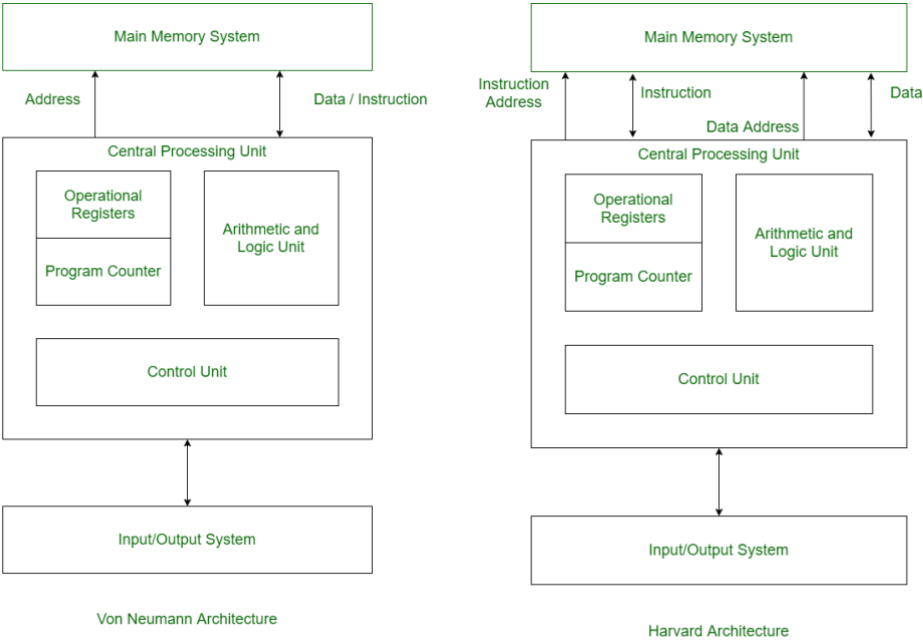 Main Memory System
Address
Data / Instruction
Central Processing Unit
Operational
Registers
Program Counter
Arithmetic and
Logic Unit
Control Unit
Input/Output System
Von Neumann Architecture
Main Memory System
Instruction
Address
Instruction
Data Address
Data
Central Processing Unit
Operational
Registers
Program Counter
Arithmetic and
Logic Unit
Control Unit
Input/Output System
Harvard Architecture